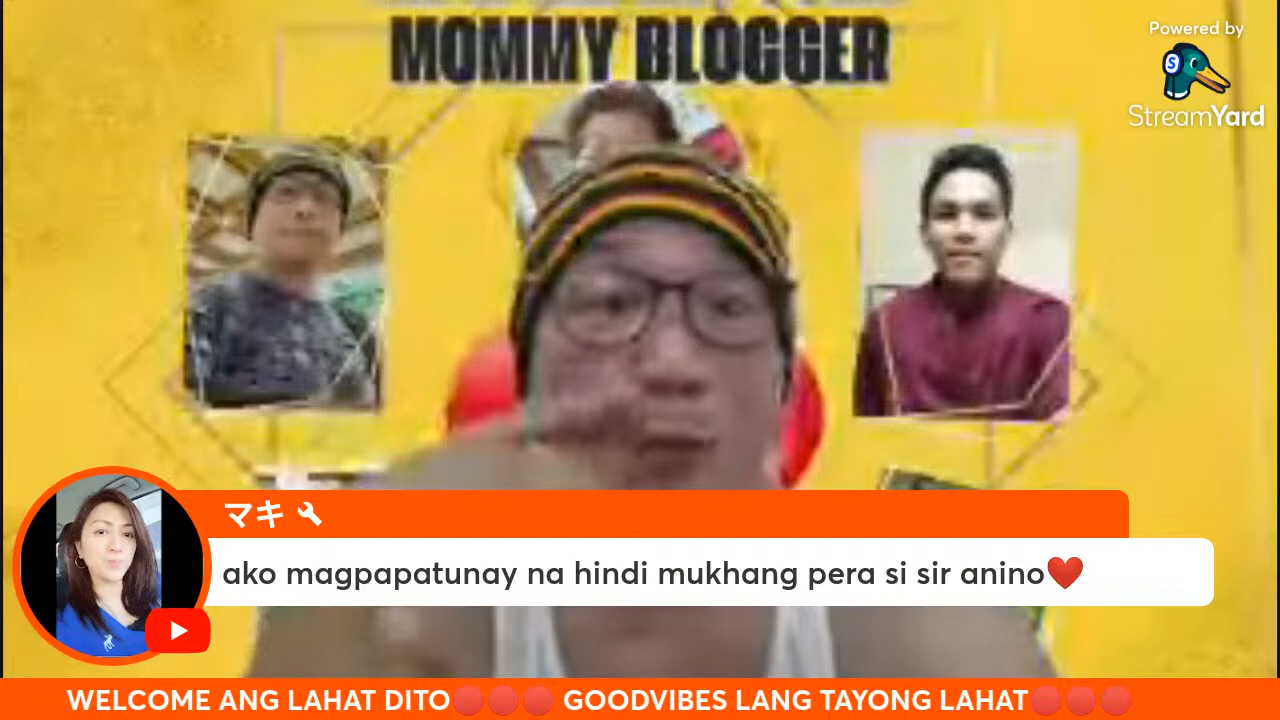 MOMMY BLOGGER
Powered by
StreamYard
マキ
ako magpapatunay na hindi mukhang pera si sir anino❤️
WELCOME ANG LAHAT DITO🔴🔴🔴 GOODVIBES LANG TAYONG LAHAT🔴🔴🔴